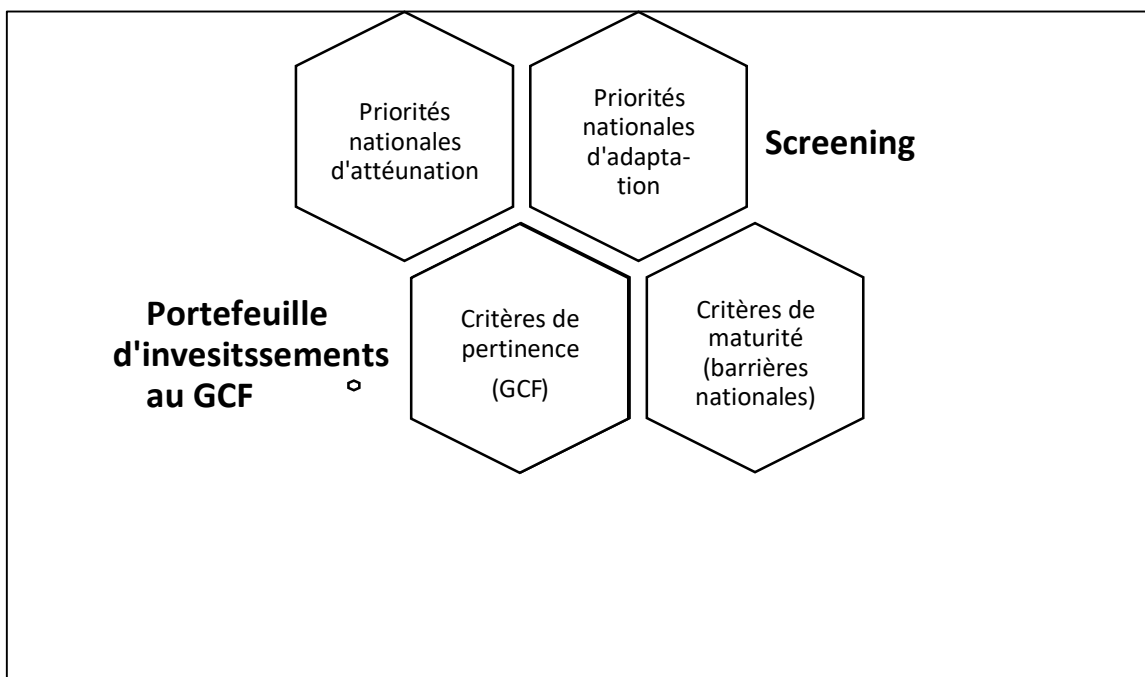 Priorités
nationales
d'attéunation
Priorités
nationales
d'adapta-
tion
Screening
Portefeuille
d'invesitssements
au GCF
Critères de
pertinence
(GCF)
Critères de
maturité
(barrières
nationales)